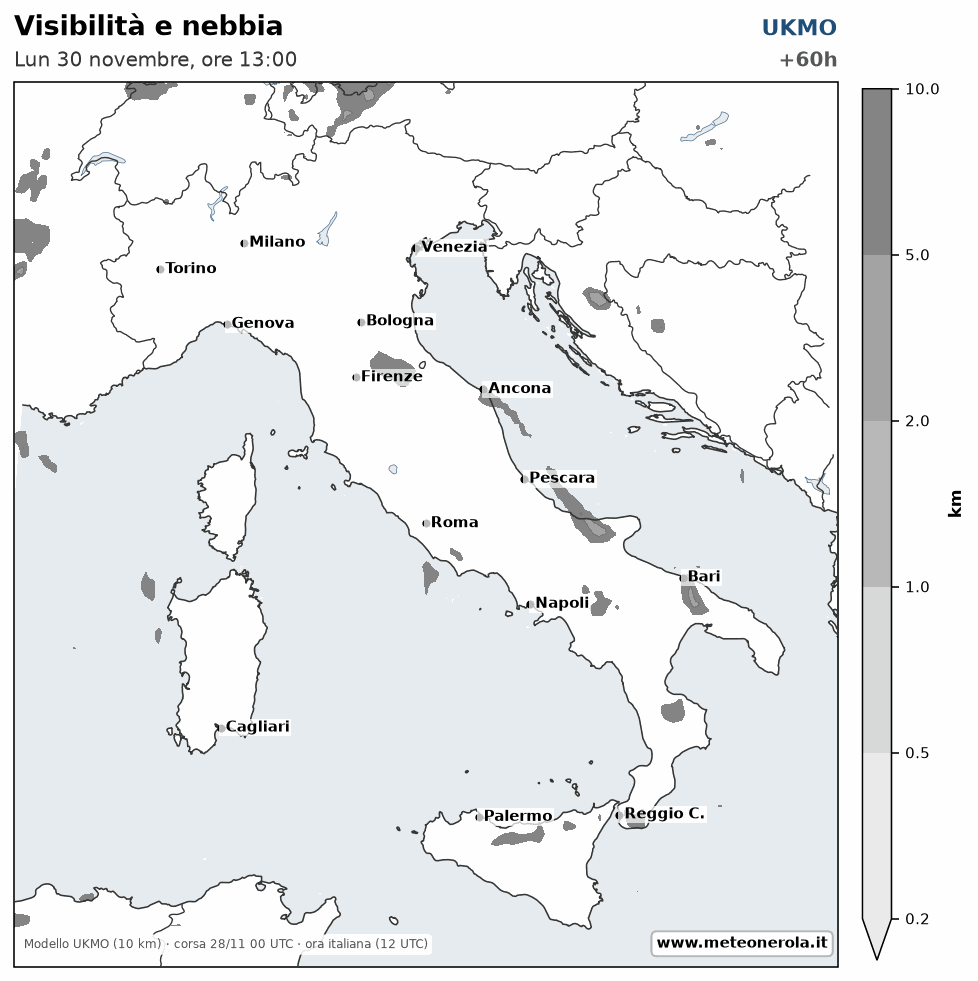 Visibilità e nebbia
UKMO
Lun 30 novembre, ore 13:00
+60h
10.0
5.0
2.0
1.0
0.5
0.2
km
Milano
Venezia
Torino
Genova
Bologna
Firenze
Ancona
Pescara
Roma
Bari
Napoli
Cagliari
Palermo
Reggio C.
Modello UKMO (10 km) · corsa 28/11 00 UTC · ora italiana (12 UTC)
www.meteonerola.it